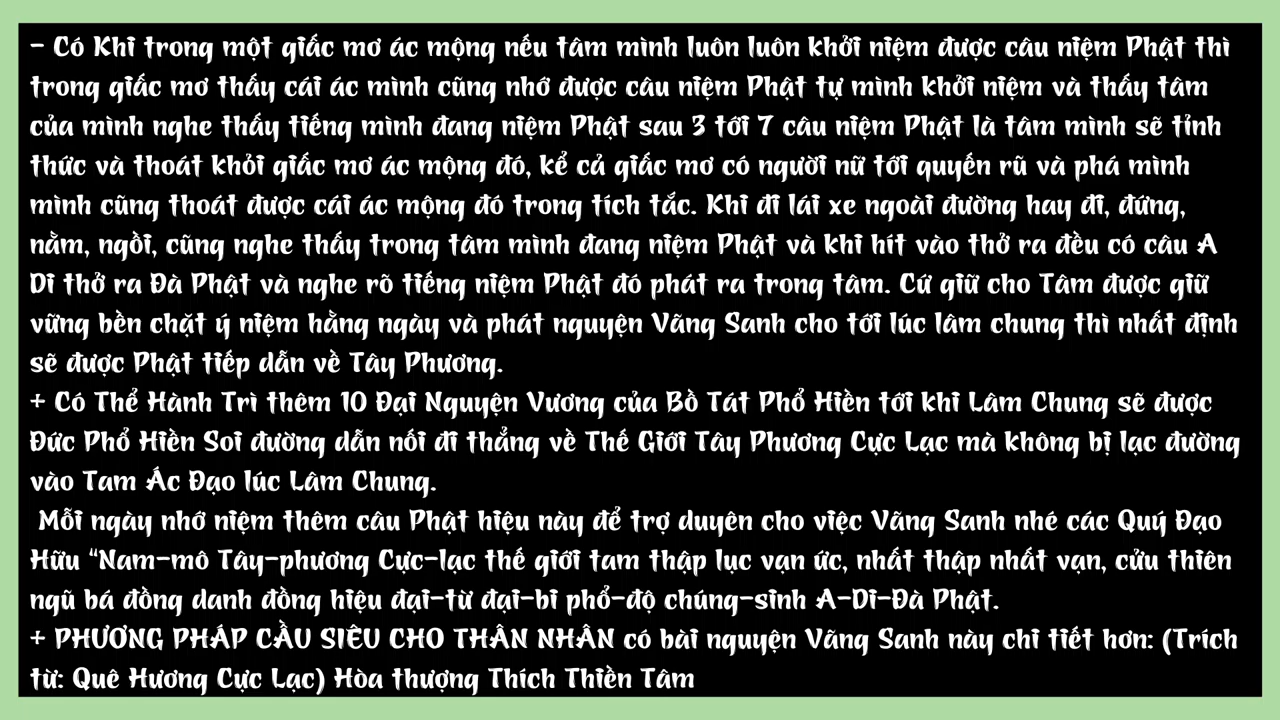 - Có Khi trong một giấc mơ ác mộng nếu tâm mình luôn luôn khởi niệm được câu niệm Phật thì
trong giấc mơ thấy cái ác mình cũng nhớ được câu niệm Phật tự mình khởi niệm và thấy tâm
của mình nghe thấy tiếng mình đang niệm Phật sau 3 tới 7 câu niệm Phật là tâm mình sẽ tỉnh
thức và thoát khỏi giấc mơ ác mộng đó, kể cả giấc mơ có người nữ tới quyến rũ và phá mình
mình cũng thoát được cái ác mộng đó trong tích tắc. Khi đi lái xe ngoài đường hay đi, đứng,
nằm, ngồi, cũng nghe thấy trong tâm mình đang niệm Phật và khi hít vào thở ra đều có câu A
Di thở ra Đà Phật và nghe rõ tiếng niệm Phật đó phát ra trong tâm. Cứ giữ cho Tâm được giữ
vững bền chặt ý niệm hằng ngày và phát nguyện Vãng Sanh cho tới lúc lâm chung thì nhất định
sẽ được Phật tiếp dẫn về Tây Phương.
+ Có Thể Hành Trì thêm 10 Đại Nguyện Vương của Bồ Tát Phổ Hiền tới khi Lâm Chung sẽ được
Đức Phổ Hiền Soi đường dẫn nối đi thẳng về Thế Giới Tây Phương Cực Lạc mà không bị lạc đường
vào Tam Ác Đạo lúc Lâm Chung.
Mỗi ngày nhớ niệm thêm câu Phật hiệu này để trợ duyên cho việc Vãng Sanh nhé các Quý Đạo
Hữu “Nam-mô Tây-phương Cực-lạc thế giới tam thập lục vạn ức, nhất thập nhất vạn, cửu thiên
ngũ bá đồng danh đồng hiệu đại-từ đại-bi phổ-độ chúng-sinh A-Di-Đà Phật.
+ PHƯƠNG PHÁP CẦU SIÊU CHO THÂN NHÂN có bài nguyện Vãng Sanh này chi tiết hơn: (Trích
từ: Quê Hương Cực Lạc) Hòa thượng Thích Thiền Tâm